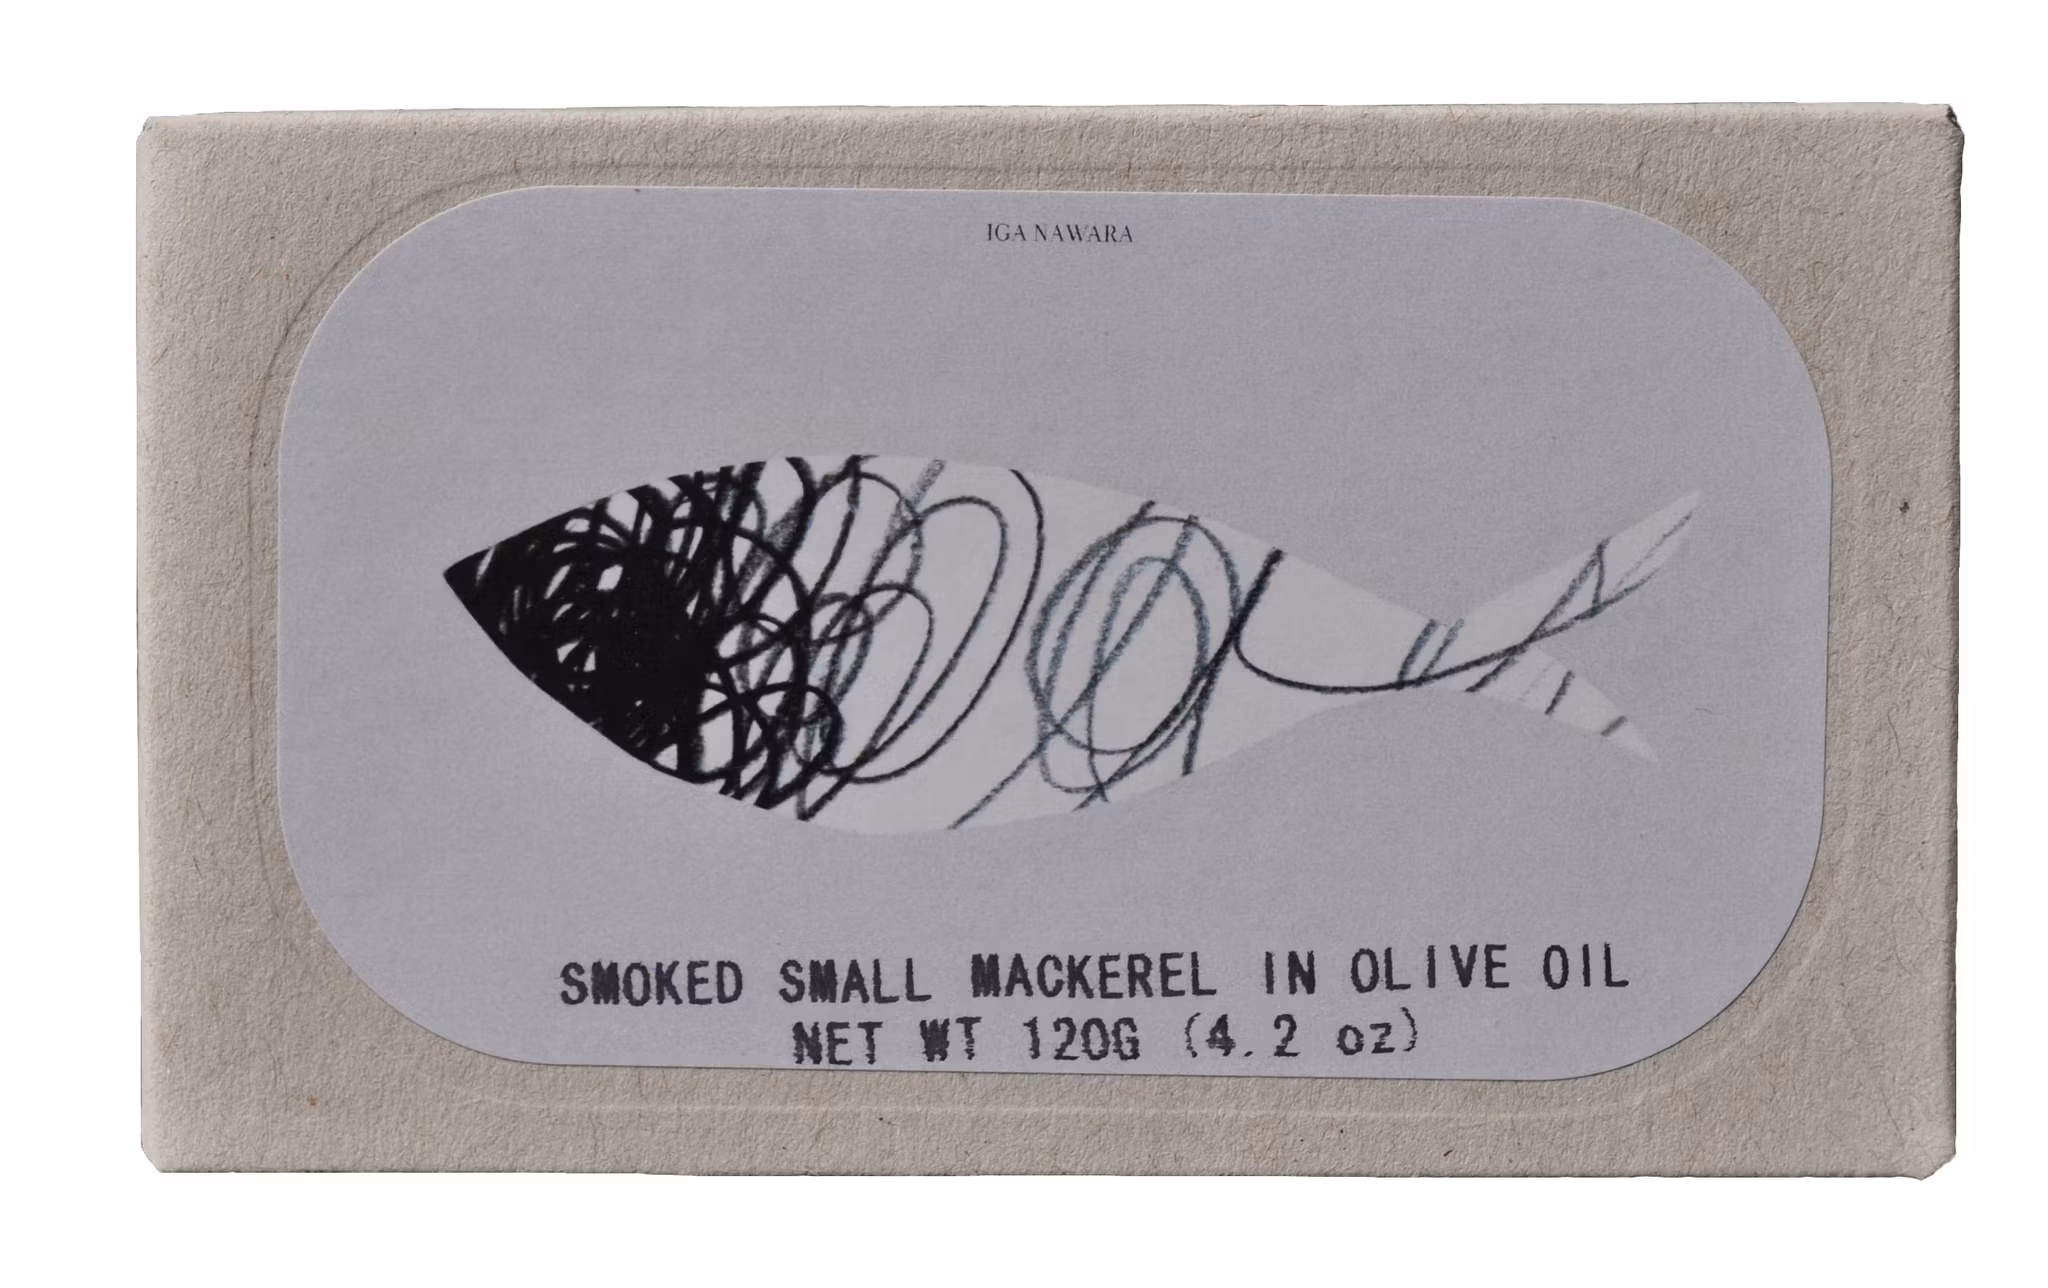 IGA NAWARA
SMOKED SMALL MACKEREL IN OLIVE OIL
NET WT 120G (4.2 oz)